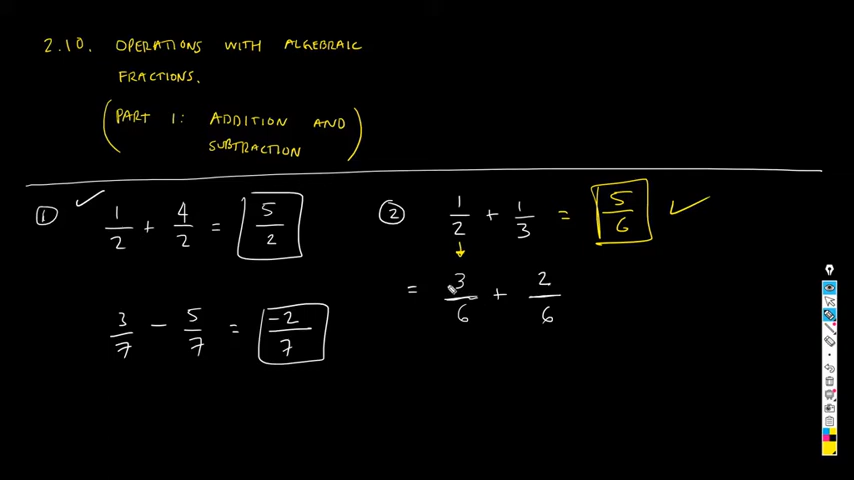 2.10. OPERATIONS WITH ALGEBRAIC
FRACTIONS.
(PART 1: ADDITION AND
SUBTRACTION)
① ✓ 1/2 + 4/2 = 5/2
② 1/2 + 1/3 = 5/6 ✓
= 3/6 + 2/6
3/7 − 5/7 = −2/7